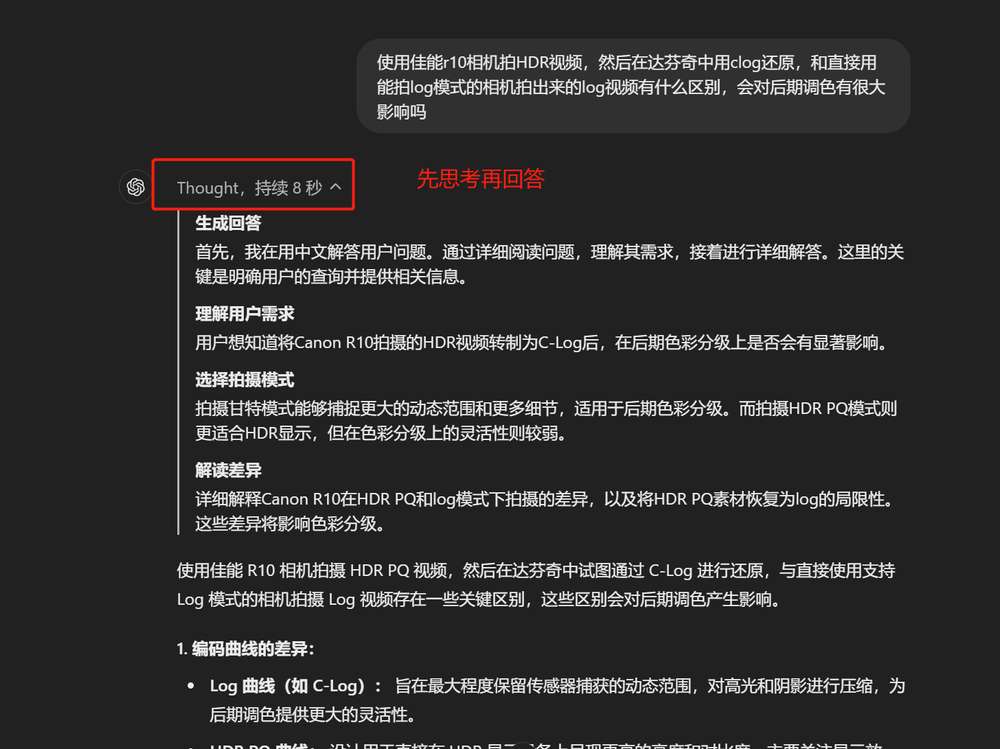 使用佳能r10相机拍HDR视频，然后在达芬奇中用clog还原，和直接用
能拍log模式的相机拍出来的log视频有什么区别，会对后期调色有很大
影响吗
Thought，持续 8 秒
先思考再回答
生成回答
首先，我在用中文解答用户问题。通过详细阅读问题，理解其需求，接着进行详细解答。这里的关
键是明确用户的查询并提供相关信息。
理解用户需求
用户想知道将Canon R10拍摄的HDR视频转制为C-Log后，在后期色彩分级上是否会有显著影响。
选择拍摄模式
拍摄甘特模式能够捕捉更大的动态范围和更多细节，适用于后期色彩分级。而拍摄HDR PQ模式则
更适合HDR显示，但在色彩分级上的灵活性则较弱。
解读差异
详细解释Canon R10在HDR PQ和log模式下拍摄的差异，以及将HDR PQ素材恢复为log的局限性。
这些差异将影响色彩分级。
使用佳能 R10 相机拍摄 HDR PQ 视频，然后在达芬奇中试图通过 C-Log 进行还原，与直接使用支持
Log 模式的相机拍摄 Log 视频存在一些关键区别，这些区别会对后期调色产生影响。
1. 编码曲线的差异：
• Log 曲线（如 C-Log）： 旨在最大程度保留传感器捕获的动态范围，对高光和阴影进行压缩，为
后期调色提供更大的灵活性。
HDR PQ 曲线：